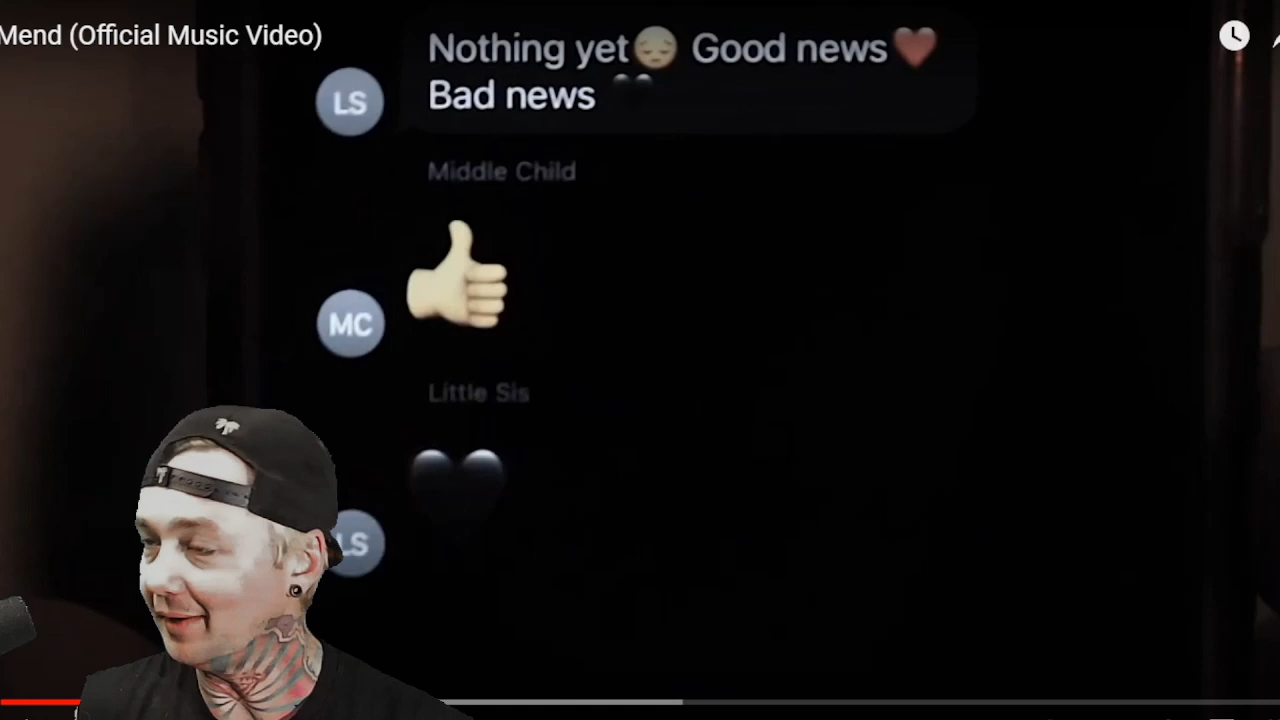 Mend (Official Music Video)
Nothing yet😔 Good news❤️
Bad news 🖤
LS
Middle Child
👍
MC
Little Sis
🖤
LS